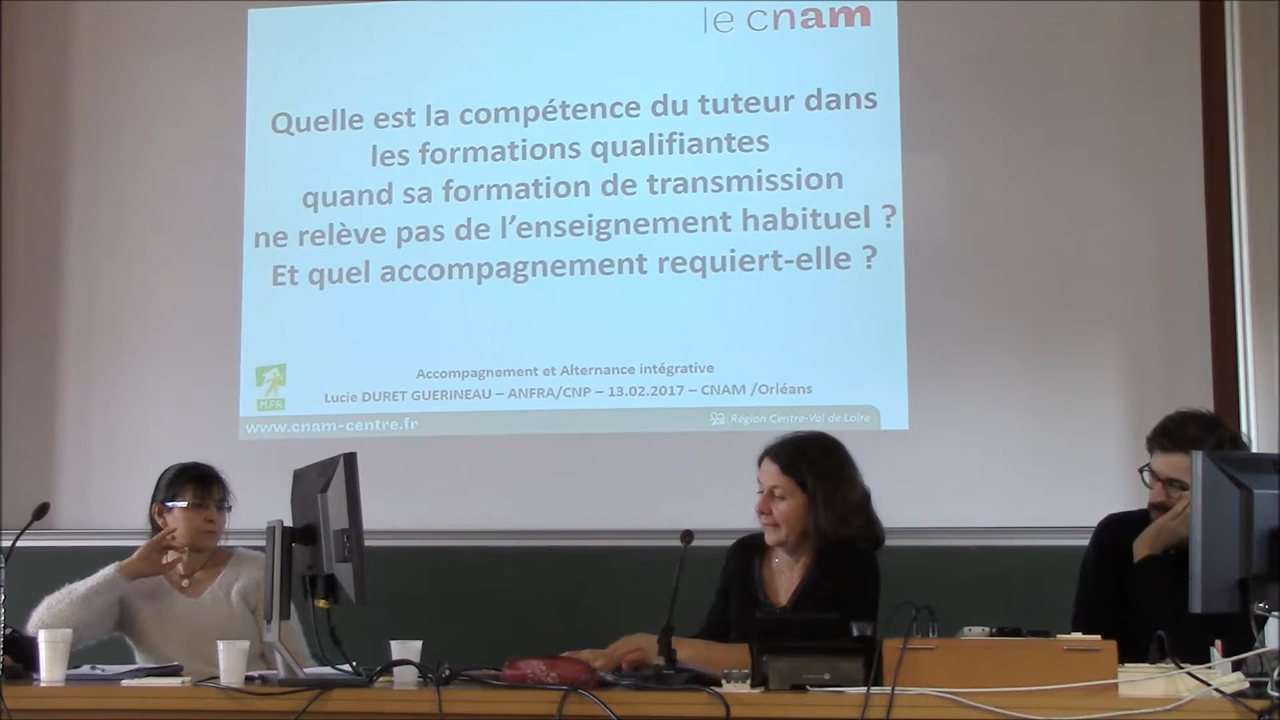 le cnam
Quelle est la compétence du tuteur dans
les formations qualifiantes
quand sa formation de transmission
ne relève pas de l'enseignement habituel ?
Et quel accompagnement requiert-elle ?
Accompagnement et Alternance intégrative
Lucie DURET GUERINEAU – ANFRA/CNP – 13.02.2017 – CNAM /Orléans
MFR
www.cnam-centre.fr
Région Centre-Val de Loire